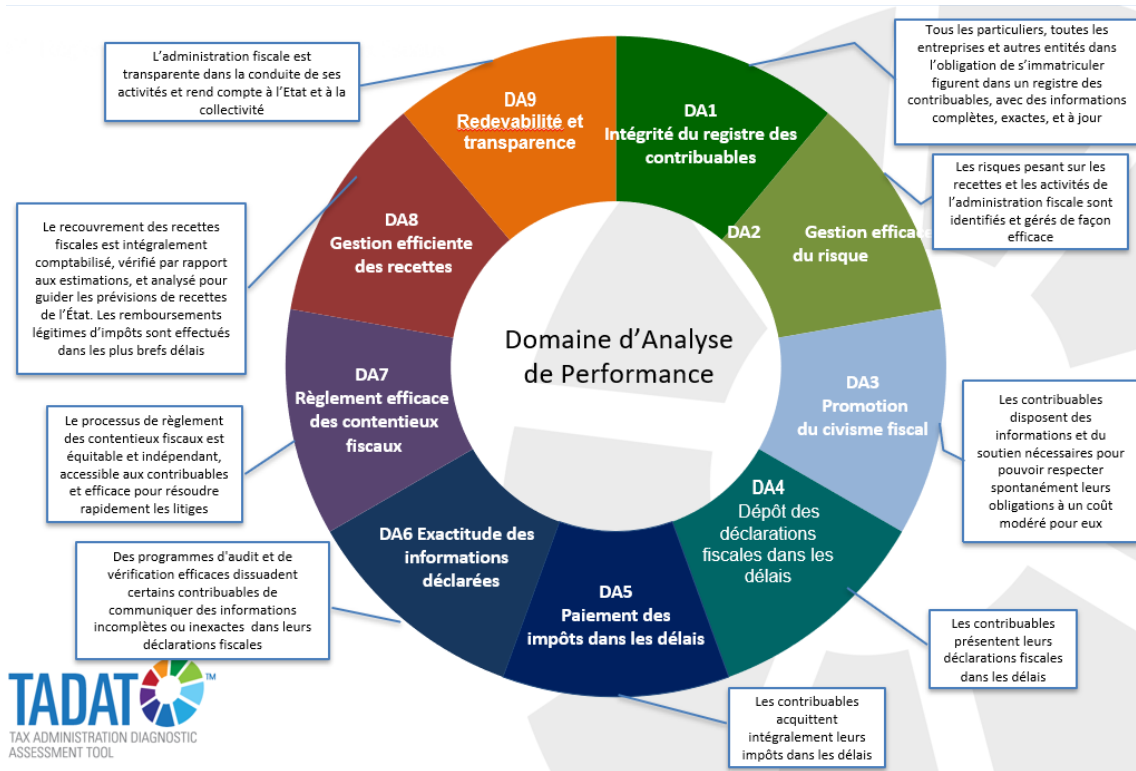 L'administration fiscale est
transparente dans la conduite de ses
activités et rend compte à l'Etat et à la
collectivité
Tous les particuliers, toutes les
entreprises et autres entités dans
l'obligation de s'immatriculer
figurent dans un registre des
contribuables, avec des informations
complètes, exactes, et à jour
DA9
Redevabilité et
transparence
DA1
Intégrité du registre des
contribuables
Les risques pesant sur les
recettes et les activités de
l'administration fiscale sont
identifiés et gérés de façon
efficace
Le recouvrement des recettes
fiscales est intégralement
comptabilisé, vérifié par rapport
aux estimations, et analysé pour
guider les prévisions de recettes
de l'État. Les remboursements
légitimes d'impôts sont effectués
dans les plus brefs délais
DA8
Gestion efficiente
des recettes
DA2 Gestion efficace
du risque
Domaine d'Analyse
de Performance
DA7
Règlement efficace
des contentieux
fiscaux
DA3
Promotion
du civisme fiscal
Le processus de règlement
des contentieux fiscaux est
équitable et indépendant,
accessible aux contribuables
et efficace pour résoudre
rapidement les litiges
Les contribuables
disposent des
informations et du
soutien nécessaires pour
pouvoir respecter
spontanément leurs
obligations à un coût
modéré pour eux
DA6 Exactitude des
informations
déclarées
DA4
Dépôt des
déclarations
fiscales dans les
délais
DA5
Paiement des
impôts dans les délais
Des programmes d'audit et de
vérification efficaces dissuadent
certains contribuables de
communiquer des informations
incomplètes ou inexactes dans leurs
déclarations fiscales
Les contribuables
présentent leurs
déclarations fiscales
dans les délais
Les contribuables
acquittent
intégralement leurs
impôts dans les délais
TADAT™
TAX ADMINISTRATION DIAGNOSTIC
ASSESSMENT TOOL